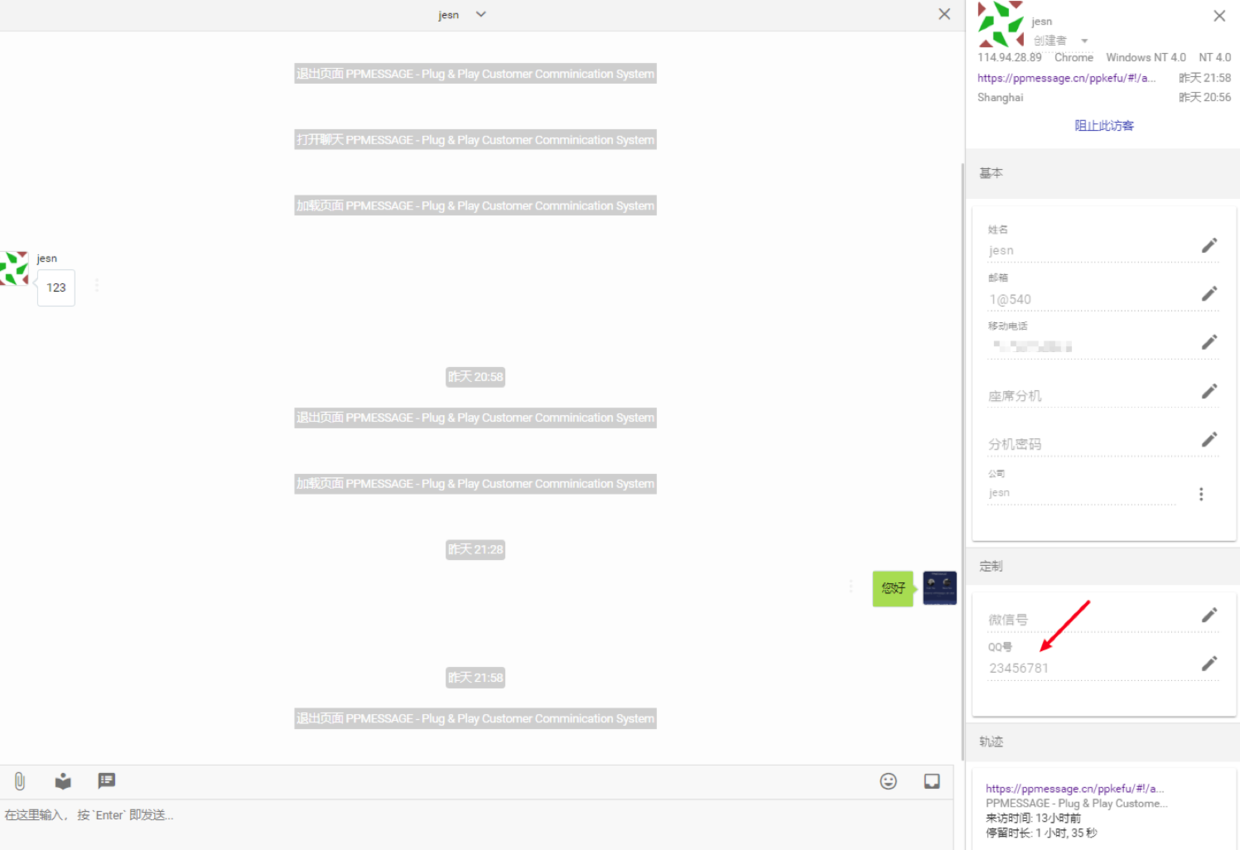 jesn
退出页面 PPMESSAGE - Plug & Play Customer Comminication System
打开聊天 PPMESSAGE - Plug & Play Customer Comminication System
加载页面 PPMESSAGE - Plug & Play Customer Comminication System
jesn
123
昨天 20:58
退出页面 PPMESSAGE - Plug & Play Customer Comminication System
加载页面 PPMESSAGE - Plug & Play Customer Comminication System
昨天 21:28
您好
昨天 21:58
退出页面 PPMESSAGE - Plug & Play Customer Comminication System
在这里输入， 按 `Enter` 即发送...
jesn
创建者
114.94.28.89 Chrome Windows NT 4.0 NT 4.0
https://ppmessage.cn/ppkefu/#!/a... 昨天 21:58
Shanghai 昨天 20:56
阻止此访客
基本
姓名
jesn
邮箱
1@540
移动电话
座席分机
分机密码
公司
jesn
定制
微信号
QQ号
23456781
轨迹
https://ppmessage.cn/ppkefu/#!/a...
PPMESSAGE - Plug & Play Custome...
来访时间: 13小时前
停留时长: 1 小时, 35 秒